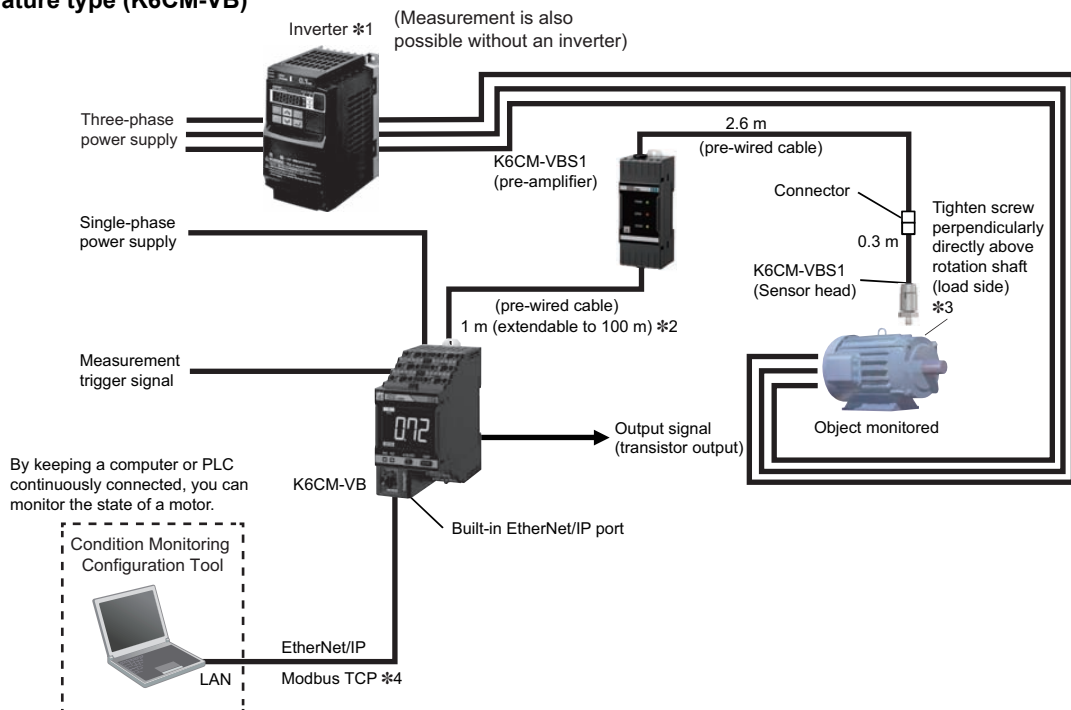 ature type (K6CM-VB)
Inverter ✻1
(Measurement is also
possible without an inverter)
Three-phase
power supply
2.6 m
(pre-wired cable)
K6CM-VBS1
(pre-amplifier)
Connector
Tighten screw
perpendicularly
directly above
rotation shaft
(load side)
✻3
Single-phase
power supply
0.3 m
K6CM-VBS1
(Sensor head)
(pre-wired cable)
1 m (extendable to 100 m) ✻2
Measurement
trigger signal
0.72
Output signal
(transistor output)
Object monitored
By keeping a computer or PLC
continuously connected, you can
monitor the state of a motor.
K6CM-VB
Built-in EtherNet/IP port
Condition Monitoring
Configuration Tool
EtherNet/IP
LAN
Modbus TCP ✻4